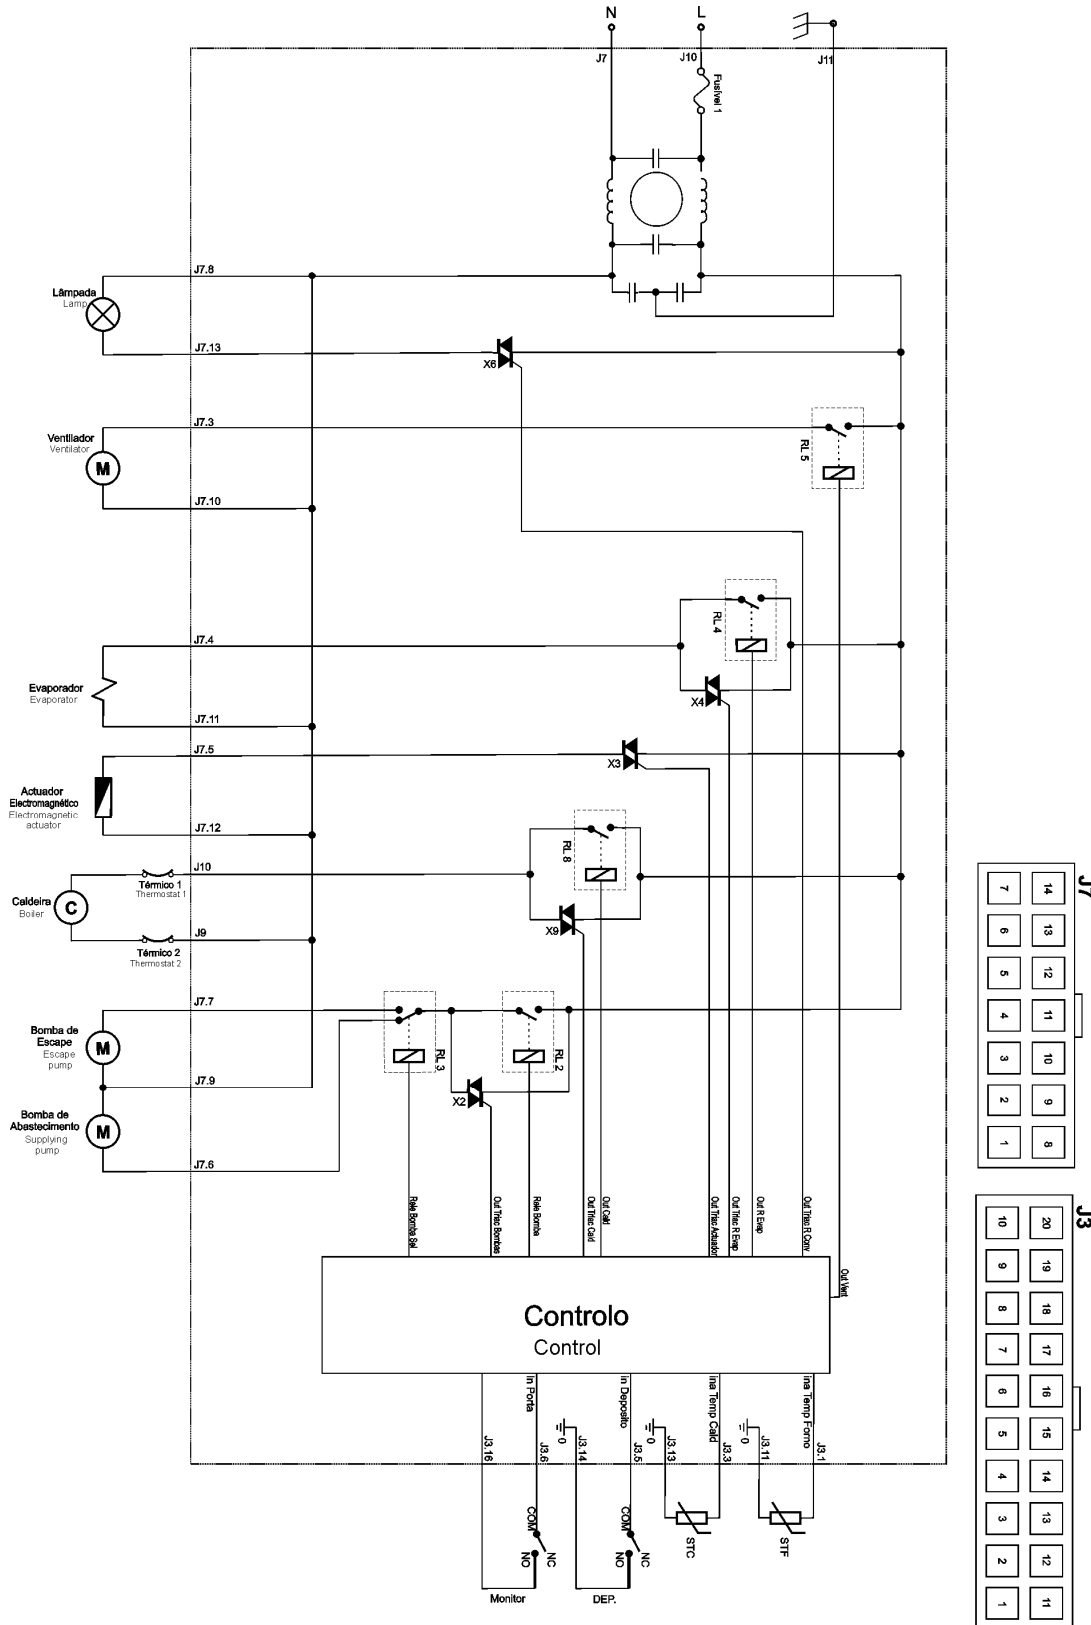 N
L
J7
J10
J11
Fusível 1
J7.8
Lâmpada
Lamp
J7.13
X6
J7.3
Ventilador
Ventilator
M
J7.10
RL 5
J7.4
RL 4
Evaporador
Evaporator
X4
J7.11
J7.5
X3
Actuador
Electromagnético
Electromagnetic
actuator
J7.12
RL 8
J10
Térmico 1
Thermostat 1
Caldeira
Boiler
C
X9
J9
Térmico 2
Thermostat 2
J7.7
Bomba de
Escape
Escape
pump
M
RL 3
RL 2
J7.9
X2
Bomba de
Abastecimento
Supplying
pump
M
J7.6
Rele Bomba Sel
Out Triac Bombas
Rele Bomba
Out Triac Cald
Out Cald
Out Triac Actuador
Out Triac R Evap
Out R Evap
Out Triac R Conv
Out Vent
Controlo
Control
in Porta
in Deposito
ina Temp Cald
ina Temp Forno
J3.16
J3.6
0
J3.14
J3.5
0
J3.13
J3.3
0
J3.11
J3.1
COM
NO
NC
COM
NO
NC
STC
STF
Monitor
DEP.
J7
7 14
6 13
5 12
4 11
3 10
2 9
1 8
J3
10 20
9 19
8 18
7 17
6 16
5 15
4 14
3 13
2 12
1 11